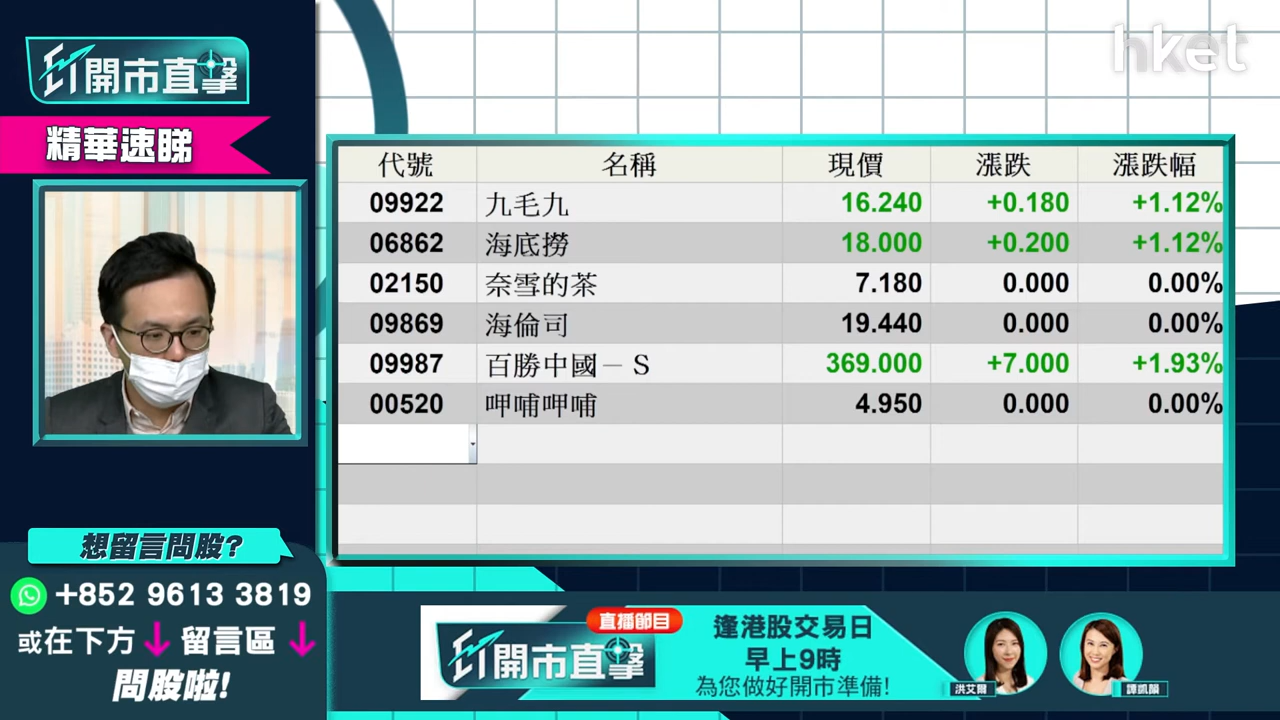 hket
ET開市直擊
精華速睇
代號 名稱 現價 漲跌 漲跌幅
09922 九毛九 16.240 +0.180 +1.12%
06862 海底撈 18.000 +0.200 +1.12%
02150 奈雪的茶 7.180 0.000 0.00%
09869 海倫司 19.440 0.000 0.00%
09987 百勝中國－S 369.000 +7.000 +1.93%
00520 呷哺呷哺 4.950 0.000 0.00%
想留言問股?
+852 9613 3819
或在下方↓留言區↓
問股啦!
直播節目
ET開市直擊
逢港股交易日
早上9時
為您做好開市準備!
洪艾爾
譚凱韻